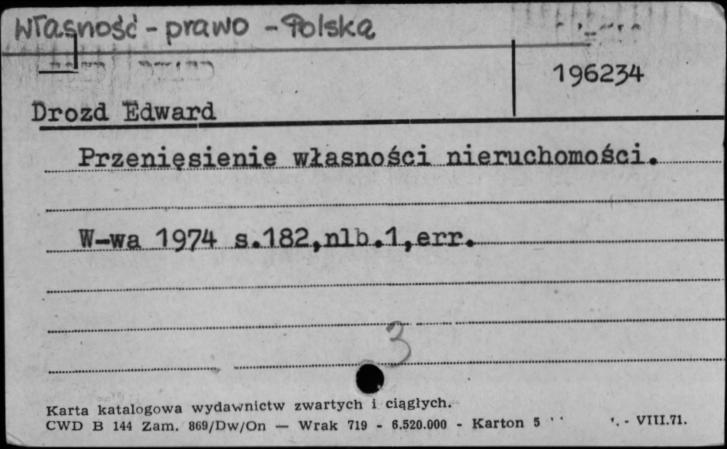 Własność - prawo - Polska
196234
Drozd Edward
Przenięsienie własności nieruchomości.
W-wa 1974 s.182,nlb.1,err.
3
Karta katalogowa wydawnictw zwartych i ciągłych.
CWD B 144 Zam. 869/Dw/On — Wrak 719 - 6.520.000 - Karton 5 - VIII.71.